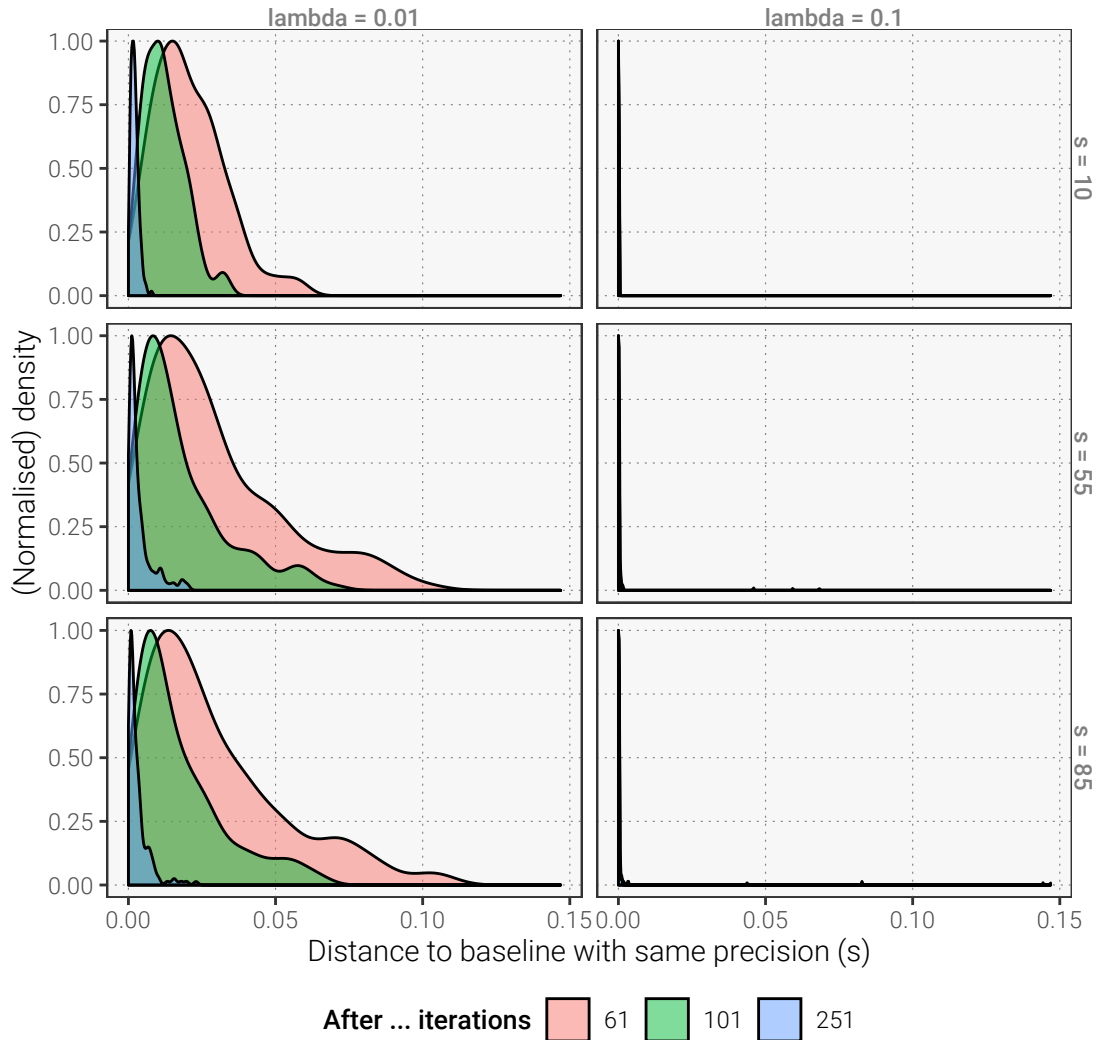 lambda = 0.01
lambda = 0.1
1.00
0.75
0.50
0.25
0.00
s = 10
1.00
0.75
0.50
0.25
0.00
s = 55
1.00
0.75
0.50
0.25
0.00
s = 85
(Normalised) density
0.00 0.05 0.10 0.15 0.00 0.05 0.10 0.15
Distance to baseline with same precision (s)
After ... iterations 61 101 251